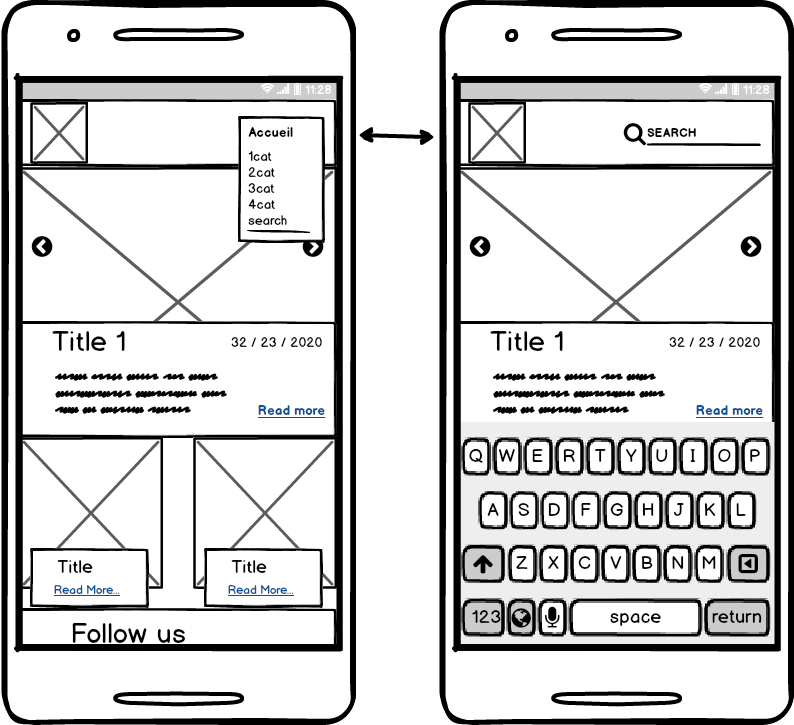 11:28
Accueil
1cat
2cat
3cat
4cat
search
Title 1
32 / 23 / 2020
Read more
Title
Read More...
Title
Read More...
Follow us
11:28
SEARCH
Title 1
32 / 23 / 2020
Read more
Q W E R T Y U I O P
A S D F G H J K L
Z X C V B N M
123 space return